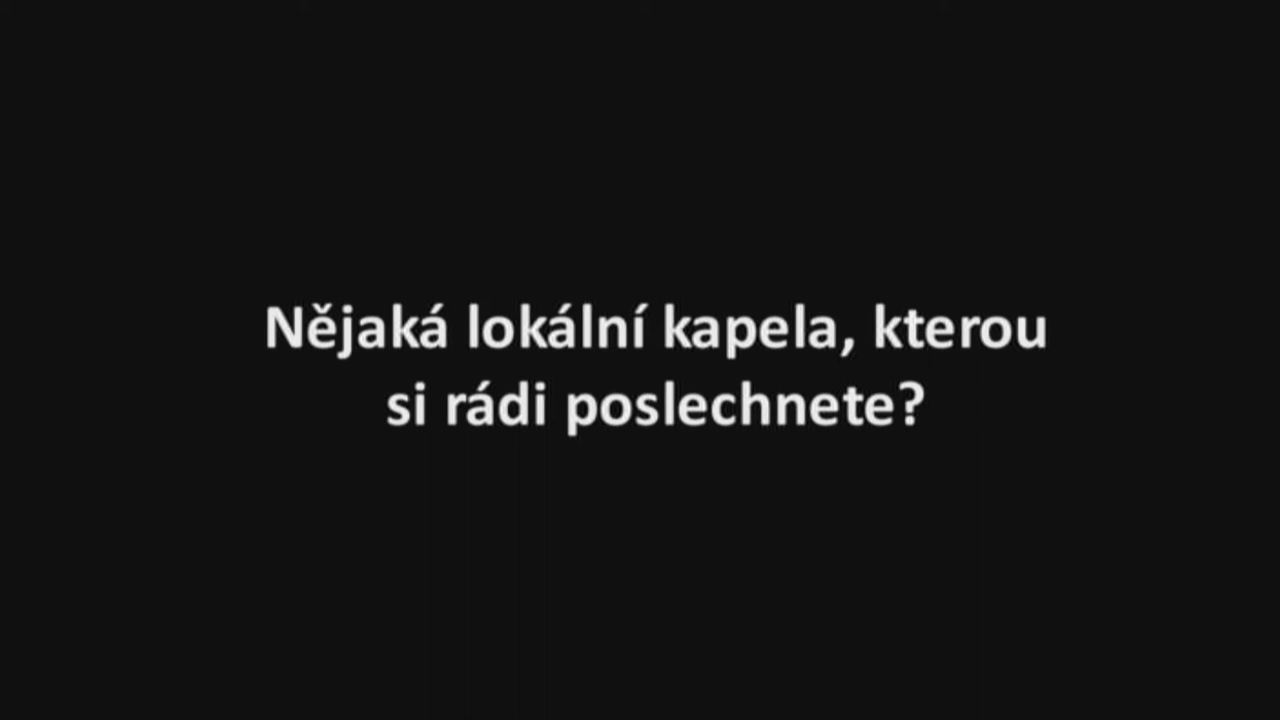 Nějaká lokální kapela, kterou
si rádi poslechnete?